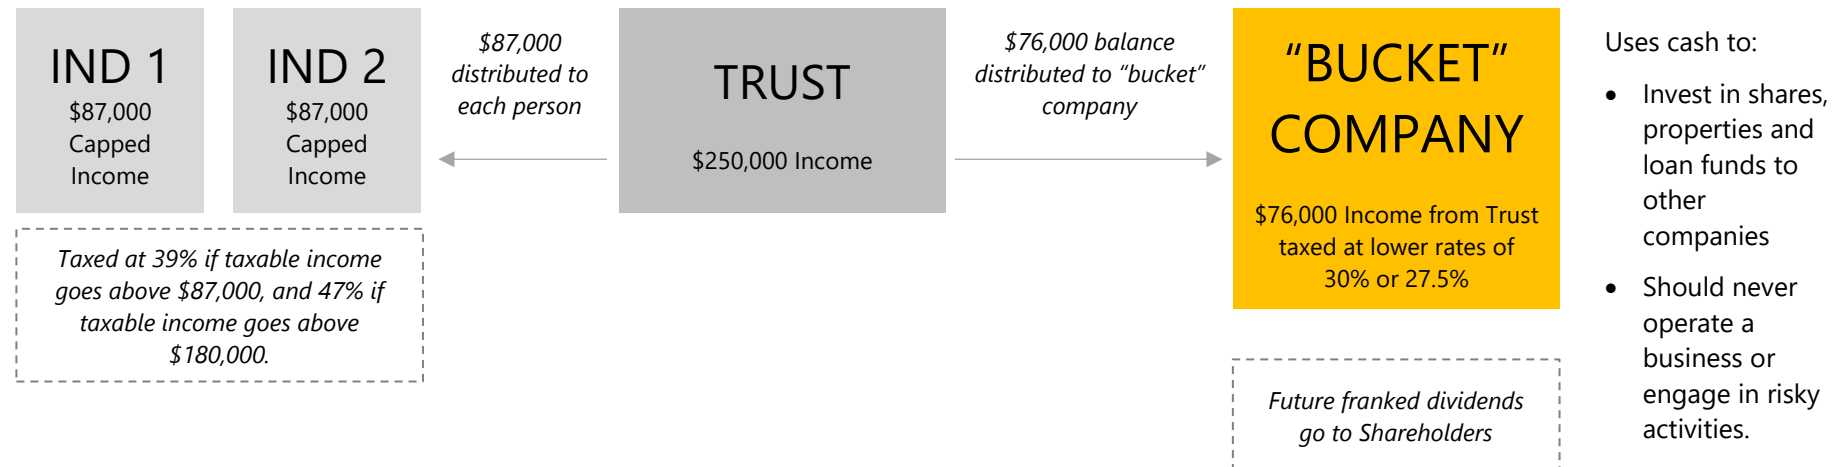 IND 1
$87,000
Capped
Income
IND 2
$87,000
Capped
Income
Taxed at 39% if taxable income
goes above $87,000, and 47% if
taxable income goes above
$180,000.
$87,000
distributed to
each person
TRUST
$250,000 Income
$76,000 balance
distributed to “bucket”
company
“BUCKET”
COMPANY
$76,000 Income from Trust
taxed at lower rates of
30% or 27.5%
Future franked dividends
go to Shareholders
Uses cash to:
• Invest in shares,
properties and
loan funds to
other
companies
• Should never
operate a
business or
engage in risky
activities.